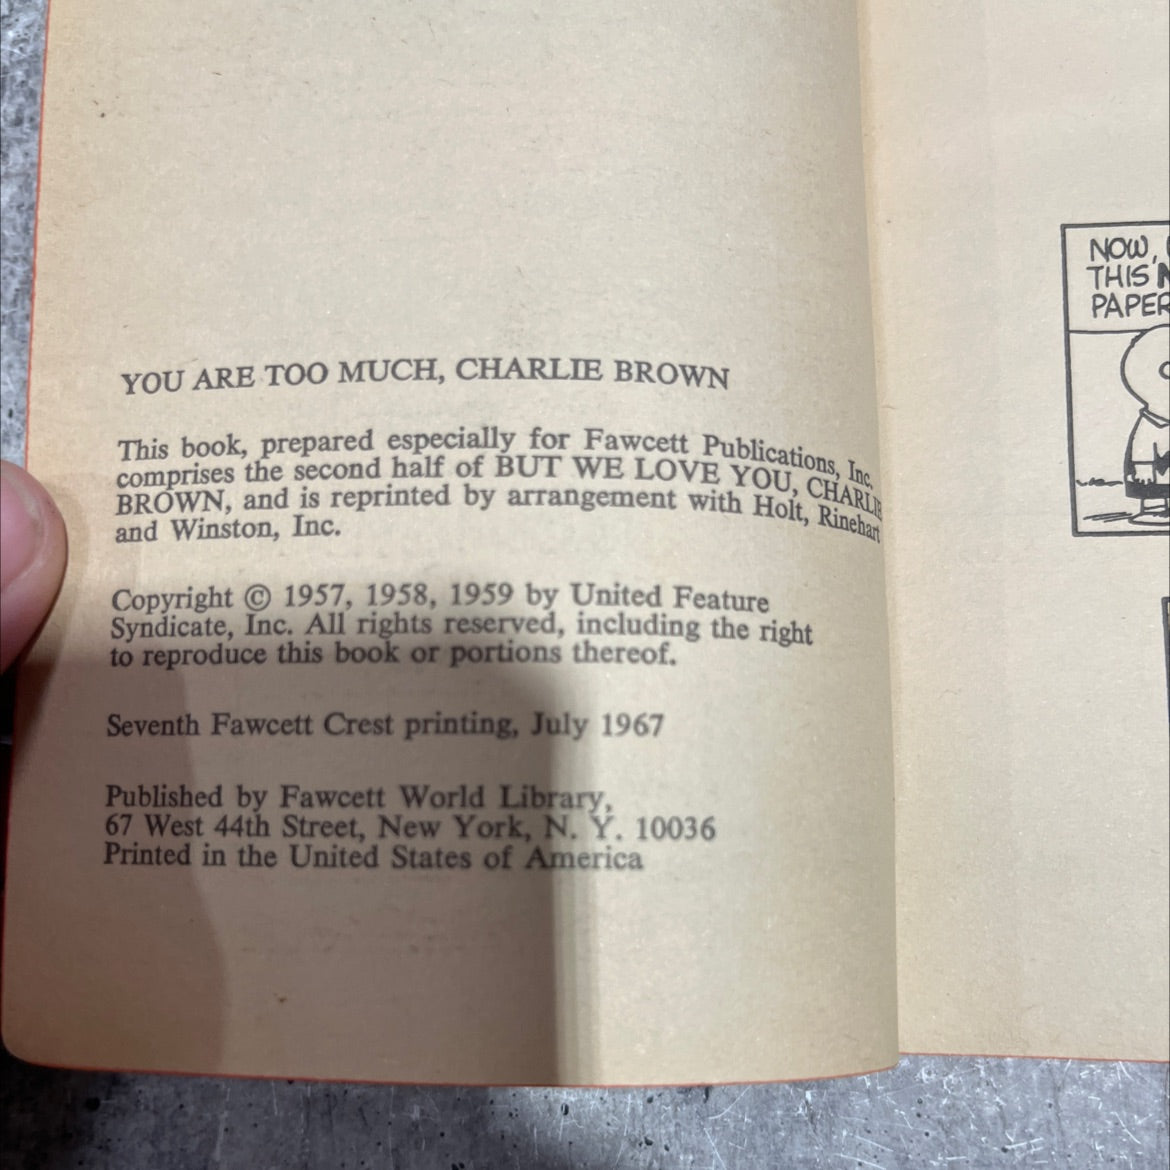 YOU ARE TOO MUCH, CHARLIE BROWN
This book, prepared especially for Fawcett Publications, Inc.
comprises the second half of BUT WE LOVE YOU, CHARLIE
BROWN, and is reprinted by arrangement with Holt, Rinehart
and Winston, Inc.
Copyright © 1957, 1958, 1959 by United Feature
Syndicate, Inc. All rights reserved, including the right
to reproduce this book or portions thereof.
Seventh Fawcett Crest printing, July 1967
Published by Fawcett World Library,
67 West 44th Street, New York, N. Y. 10036
Printed in the United States of America
NOW,
THIS
PAPER